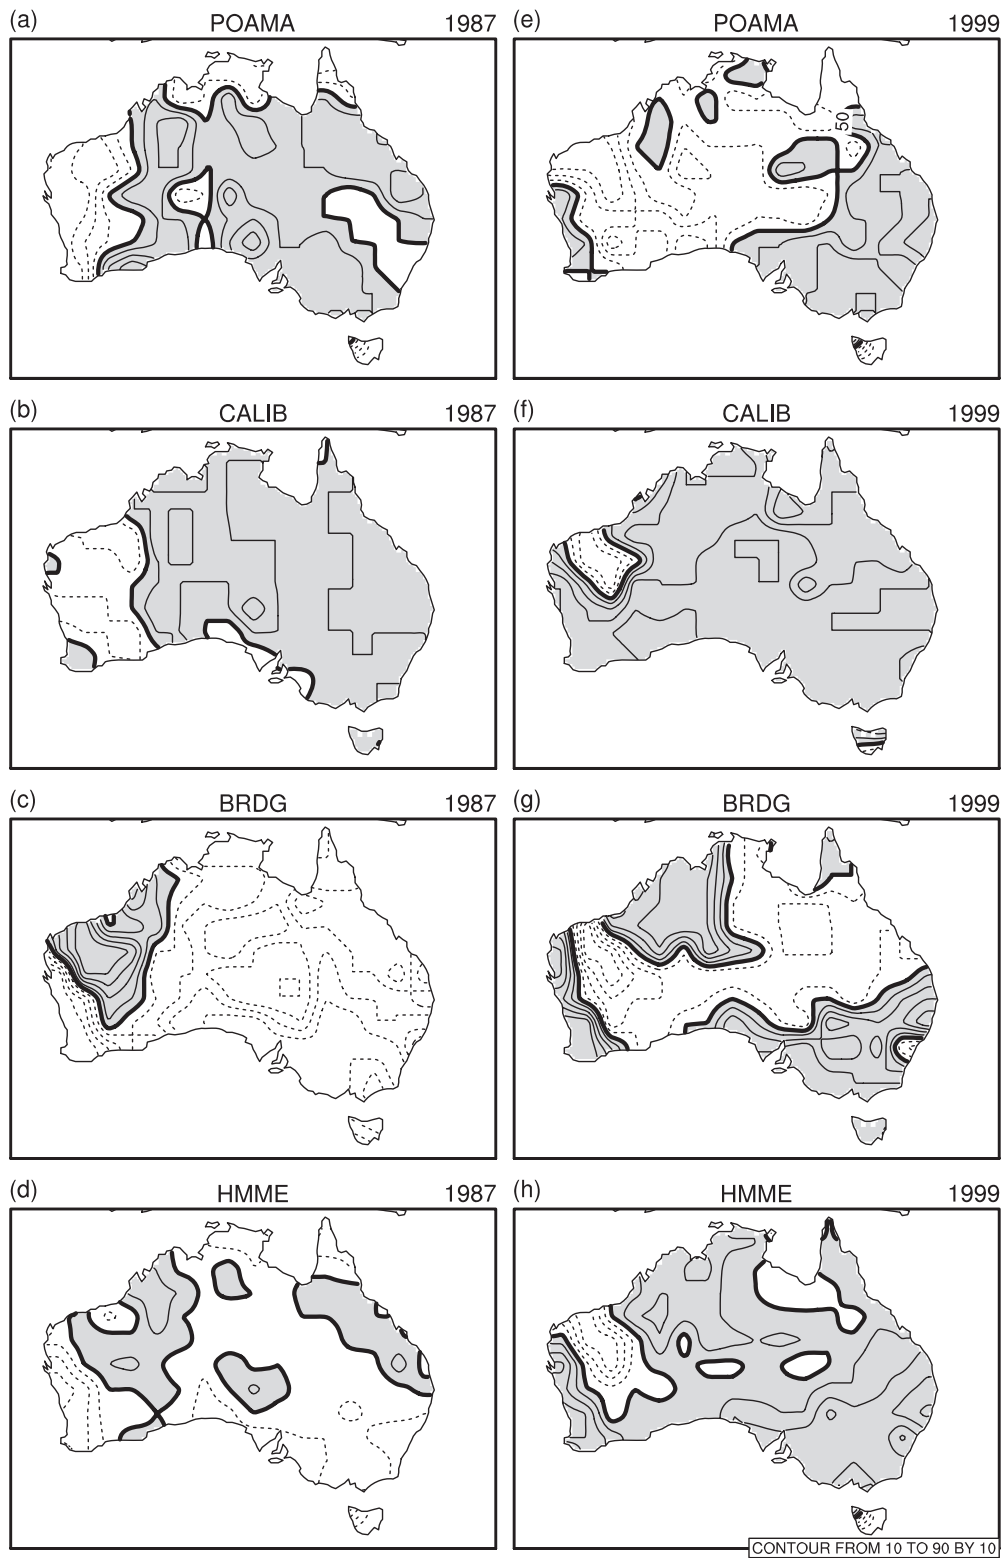 (a) POAMA 1987
(e) POAMA 1999
50
(b) CALIB 1987
(f) CALIB 1999
(c) BRDG 1987
(g) BRDG 1999
(d) HMME 1987
(h) HMME 1999
CONTOUR FROM 10 TO 90 BY 10